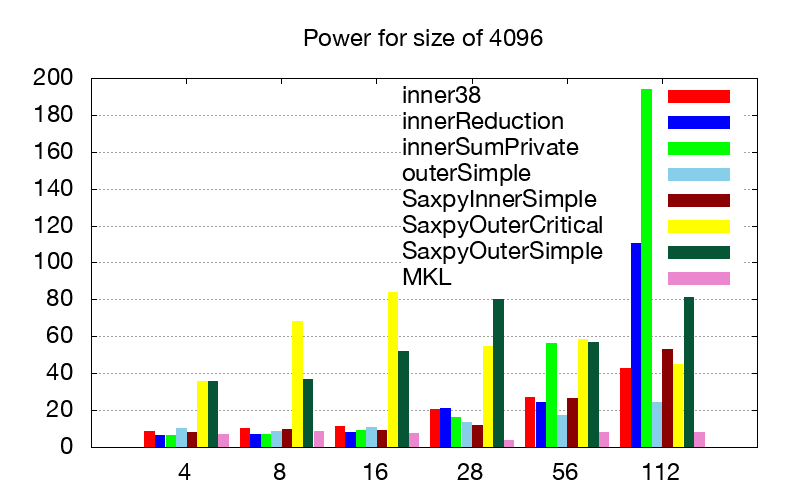 Power for size of 4096
200
180
160
140
120
100
80
60
40
20
0
inner38
innerReduction
innerSumPrivate
outerSimple
SaxpyInnerSimple
SaxpyOuterCritical
SaxpyOuterSimple
MKL
4 8 16 28 56 112